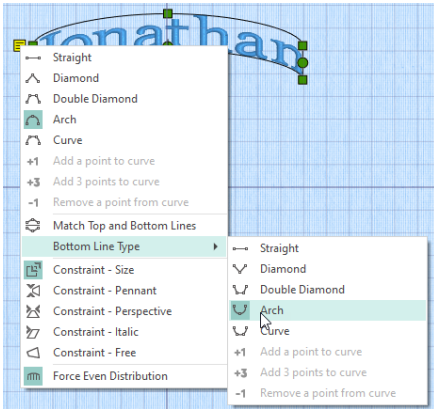 Jonathan
Straight
Diamond
Double Diamond
Arch
Curve
+1 Add a point to curve
+3 Add 3 points to curve
-1 Remove a point from curve
Match Top and Bottom Lines
Bottom Line Type
Constraint - Size
Constraint - Pennant
Constraint - Perspective
Constraint - Italic
Constraint - Free
Force Even Distribution
Straight
Diamond
Double Diamond
Arch
Curve
+1 Add a point to curve
+3 Add 3 points to curve
-1 Remove a point from curve